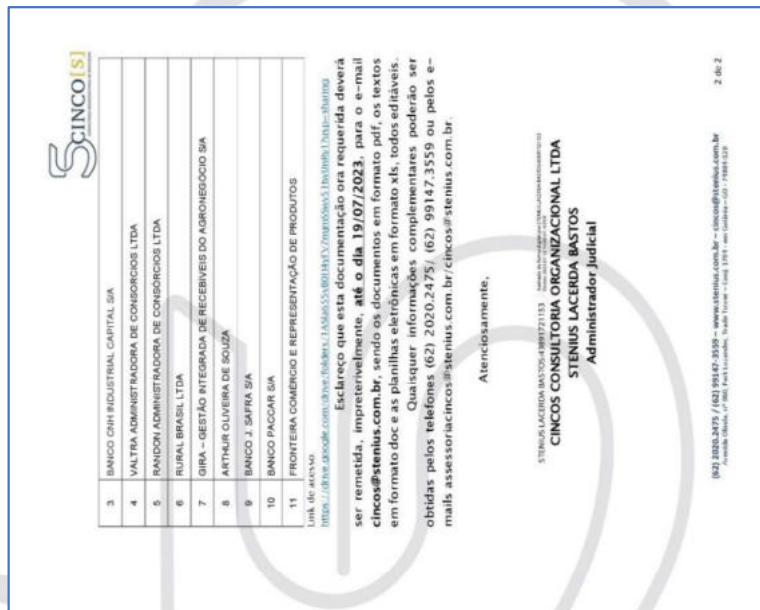 5 CINCO[S]
3 BANCO CNH INDUSTRIAL CAPITAL S/A
4 VALTRA ADMINISTRADORA DE CONSORCIOS LTDA
5 RANDON ADMINISTRADORA DE CONSÓRCIOS LTDA
6 RURAL BRASIL LTDA
7 GIRA – GESTÃO INTEGRADA DE RECEBÍVEIS DO AGRONEGOCIO S/A
8 ARTHUR OLIVEIRA DE SOUZA
9 BANCO J. SAFRA S/A
10 BANCO PACCAR S/A
11 FRONTEIRA COMÉRCIO E REPRESENTAÇÃO DE PRODUTOS
Link de acesso:
Esclareço que esta documentação ora requerida deverá
ser remetida, impreterivelmente, até o dia 19/07/2023, para o e-mail
cincos@stenius.com.br, sendo os documentos em formato pdf, os textos
em formato doc e as planilhas eletrônicas em formato xls, todos editáveis.
Quaisquer informações complementares poderão ser
obtidas pelos telefones (62) 2020.2475/ (62) 99147.3559 ou pelos e-
mails assessoriacincos@stenius.com.br/cincos@stenius.com.br.
Atenciosamente,
STENIUS LACERDA BASTOS:43891721153
CINCOS CONSULTORIA ORGANIZACIONAL LTDA
STENIUS LACERDA BASTOS
Administrador Judicial
(62) 2020.2475 / (62) 99147-3559 – www.stenius.com.br – cincos@stenius.com.br
2 de 2